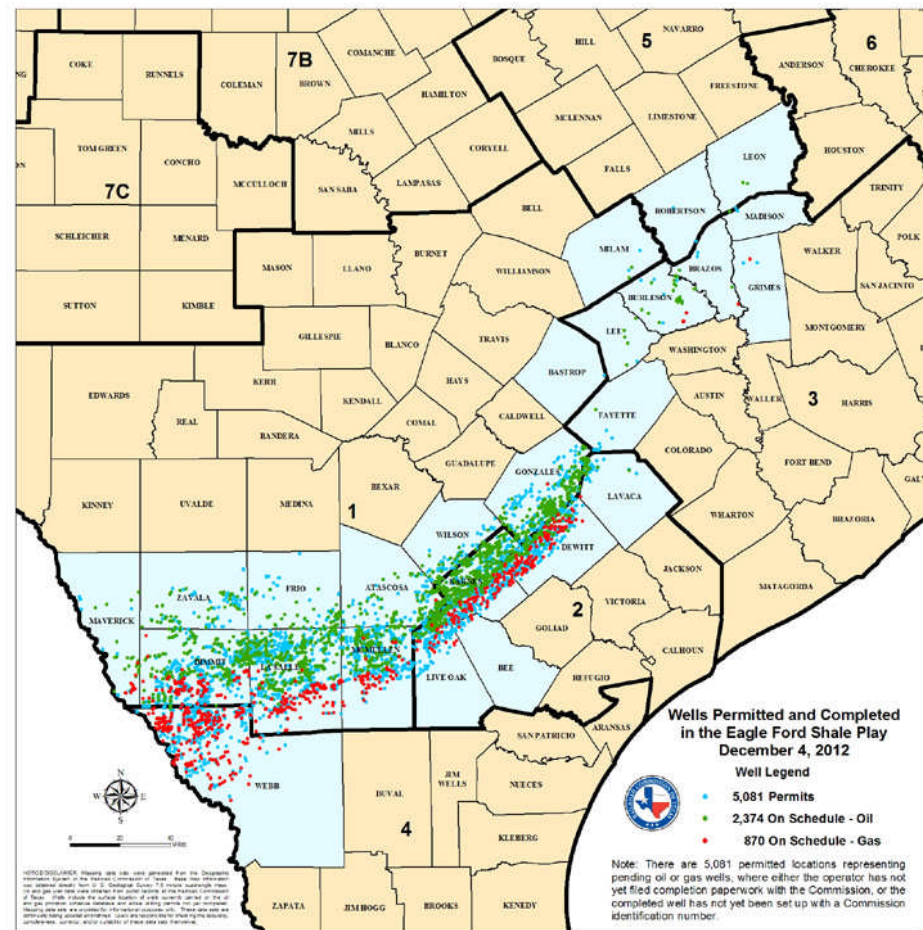 COKE
RUNNELS
COLEMAN
7B
BROWN
COMANCHE
HAMILTON
BOSQUE
HILL
5
NAVARRO
6
ANDERSON
CHEROKEE
FREESTONE
MILLS
MCLENNAN
LIMESTONE
TOM GREEN
CONCHO
MCCULLOCH
CORYELL
FALLS
LEON
HOUSTON
7C
SAN SABA
LAMPASAS
BELL
TRINITY
ROBERTSON
MADISON
SCHLEICHER
MENARD
BURNET
MILAM
WALKER
POLK
MASON
LLANO
WILLIAMSON
BRAZOS
GRIMES
SAN JACINTO
SUTTON
KIMBLE
BURLESON
MONTGOMERY
GILLESPIE
BLANCO
TRAVIS
LEE
WASHINGTON
BASTROP
EDWARDS
KERR
HAYS
AUSTIN
WALLER
3
HARRIS
REAL
KENDALL
CALDWELL
FAYETTE
BANDERA
COMAL
GUADALUPE
COLORADO
FORT BEND
GONZALES
BEXAR
KINNEY
UVALDE
MEDINA
1
LAVACA
WHARTON
BRAZORIA
WILSON
DEWITT
JACKSON
MATAGORDA
ZAVALA
FRIO
ATASCOSA
KARNES
MAVERICK
VICTORIA
2
GOLIAD
CALHOUN
DIMMIT
LA SALLE
MCMULLEN
LIVE OAK
BEE
REFUGIO
ARANSAS
SAN PATRICIO
WEBB
DUVAL
JIM
WELLS
NUECES
4
KLEBERG
ZAPATA
JIM HOGG
BROOKS
KENEDY
N
W
E
S
Wells Permitted and Completed
in the Eagle Ford Shale Play
December 4, 2012
Well Legend
5,081 Permits
2,374 On Schedule - Oil
870 On Schedule - Gas
Note: There are 5,081 permitted locations representing
pending oil or gas wells, where either the operator has not
yet filed completion paperwork with the Commission, or the
completed well has not yet been set up with a Commission
identification number.